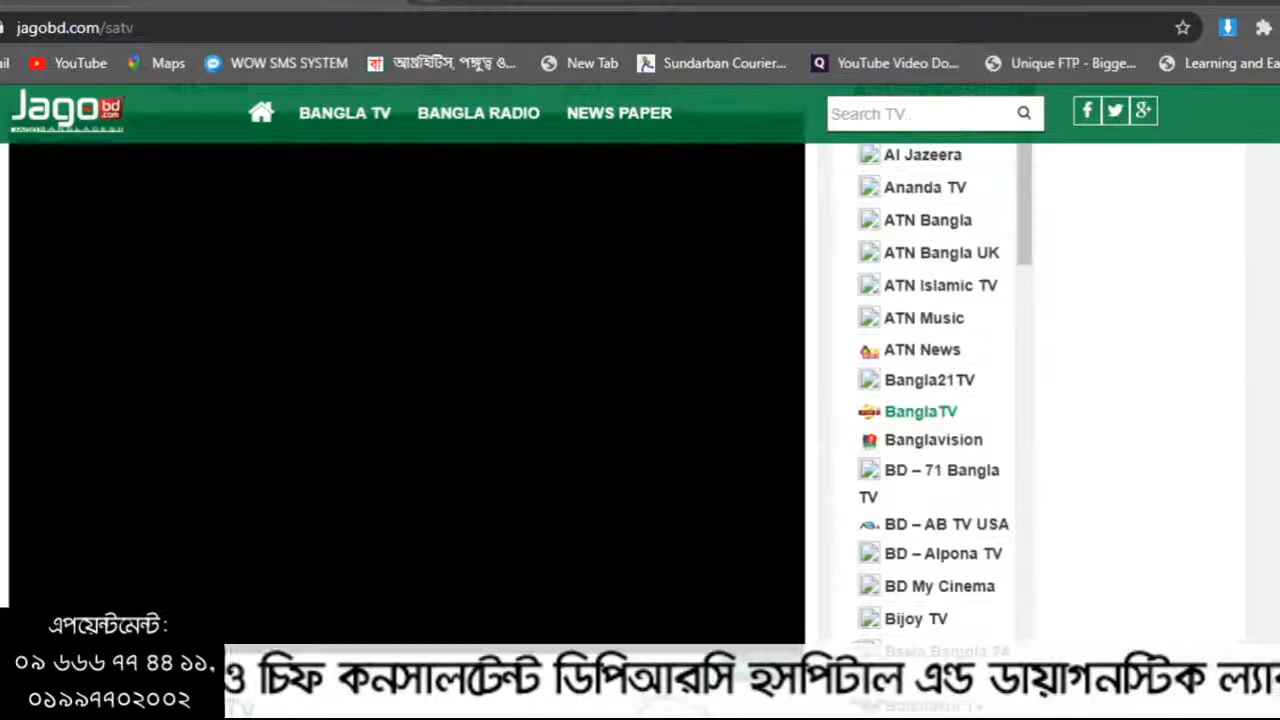 jagobd.com/satv
YouTube Maps WOW SMS SYSTEM New Tab Sundarban Courier... YouTube Video Do... Unique FTP - Bigge... Learning and Ea
Jago bd .com BANGLA TV BANGLA RADIO NEWS PAPER Search TV..
Al Jazeera
Ananda TV
ATN Bangla
ATN Bangla UK
ATN Islamic TV
ATN Music
ATN News
Bangla21TV
BanglaTV
Banglavision
BD – 71 Bangla
TV
BD – AB TV USA
BD – Alpona TV
BD My Cinema
Bijoy TV
এপয়েন্টমেন্ট:
০৯ ৬৬৬ ৭৭ ৪৪ ১১,
০১৯৯৭৭০২০০২
ও চিফ কনসালটেন্ট ডিপিআরসি হসপিটাল এন্ড ডায়াগনস্টিক ল্যা